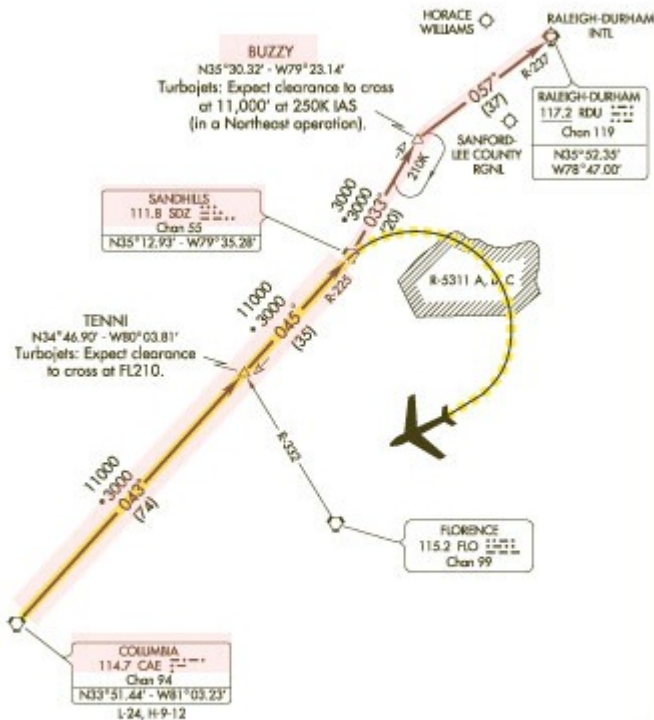 HORACE
WILLIAMS
RALEIGH-DURHAM
INTL
BUZZY
N35°30.32' - W79°23.14'
Turbojets: Expect clearance to cross
at 11,000' at 250K IAS
(in a Northeast operation).
R-237
057°
(37)
RALEIGH-DURHAM
117.2 RDU
Chan 119
N35°52.35'
W78°47.00'
SANFORD-
LEE COUNTY
RGNL
210K
3000
*3000
033°
(20)
SANDHILLS
111.8 SDZ
Chan 55
N35°12.93' - W79°35.28'
R-225
R-5311 A, B, C
11000
*3000
045°
(35)
TENNI
N34°46.90' - W80°03.81'
Turbojets: Expect clearance
to cross at FL210.
R-332
11000
*3000
043°
(74)
FLORENCE
115.2 FLO
Chan 99
COLUMBIA
114.7 CAE
Chan 94
N33°51.44' - W81°03.23'
L-24, H-9-12